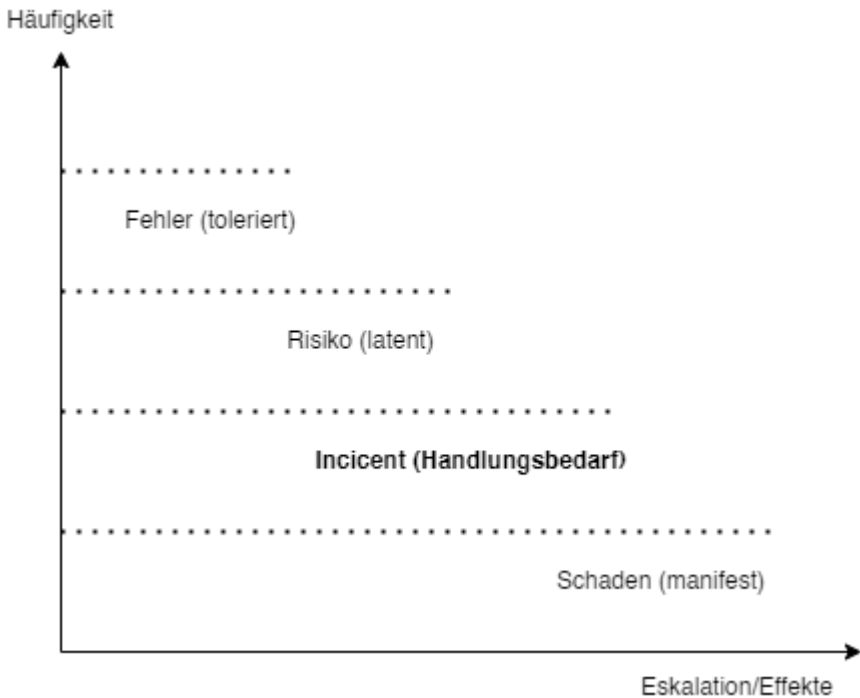 Häufigkeit
Fehler (toleriert)
Risiko (latent)
Incicent (Handlungsbedarf)
Schaden (manifest)
Eskalation/Effekte